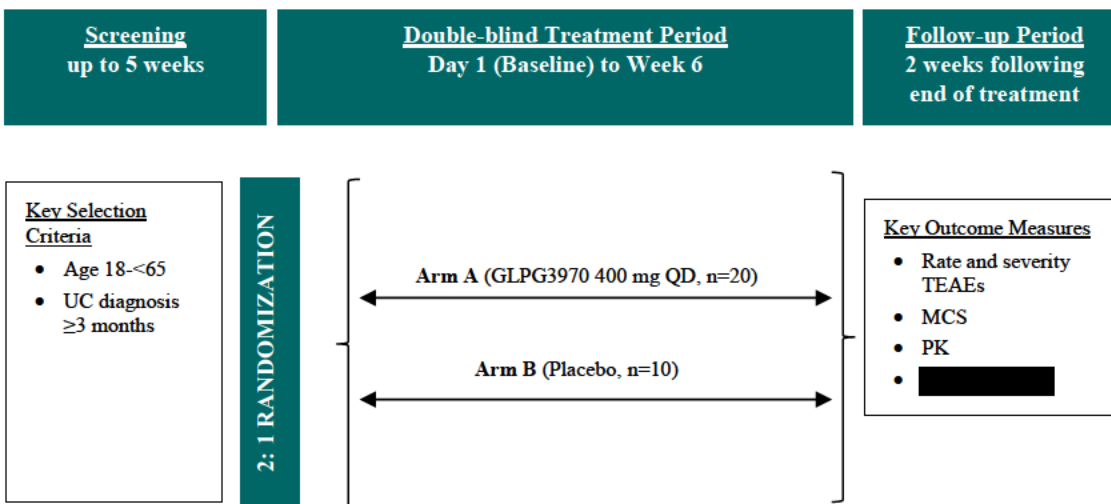 Screening
up to 5 weeks
Double-blind Treatment Period
Day 1 (Baseline) to Week 6
Follow-up Period
2 weeks following
end of treatment
Key Selection
Criteria
• Age 18-<65
• UC diagnosis
≥3 months
2: 1 RANDOMIZATION
Arm A (GLPG3970 400 mg QD, n=20)
Arm B (Placebo, n=10)
Key Outcome Measures
• Rate and severity
TEAEs
• MCS
• PK
•